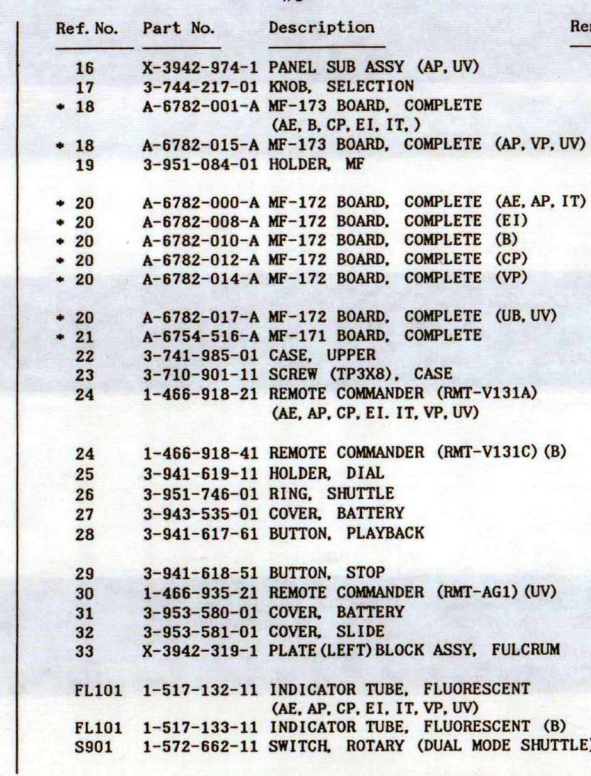 Ref. No. Part No. Description
16 X-3942-974-1 PANEL SUB ASSY (AP, UV)
17 3-744-217-01 KNOB, SELECTION
* 18 A-6782-001-A MF-173 BOARD, COMPLETE
(AE, B, CP, EI, IT, )
* 18 A-6782-015-A MF-173 BOARD, COMPLETE (AP, VP, UV)
19 3-951-084-01 HOLDER, MF
* 20 A-6782-000-A MF-172 BOARD, COMPLETE (AE, AP, IT)
* 20 A-6782-008-A MF-172 BOARD, COMPLETE (EI)
* 20 A-6782-010-A MF-172 BOARD, COMPLETE (B)
* 20 A-6782-012-A MF-172 BOARD, COMPLETE (CP)
* 20 A-6782-014-A MF-172 BOARD, COMPLETE (VP)
* 20 A-6782-017-A MF-172 BOARD, COMPLETE (UB, UV)
* 21 A-6754-516-A MF-171 BOARD, COMPLETE
22 3-741-985-01 CASE, UPPER
23 3-710-901-11 SCREW (TP3X8), CASE
24 1-466-918-21 REMOTE COMMANDER (RMT-V131A)
(AE, AP, CP, EI. IT, VP, UV)
24 1-466-918-41 REMOTE COMMANDER (RMT-V131C) (B)
25 3-941-619-11 HOLDER, DIAL
26 3-951-746-01 RING, SHUTTLE
27 3-943-535-01 COVER, BATTERY
28 3-941-617-61 BUTTON, PLAYBACK
29 3-941-618-51 BUTTON, STOP
30 1-466-935-21 REMOTE COMMANDER (RMT-AG1) (UV)
31 3-953-580-01 COVER, BATTERY
32 3-953-581-01 COVER, SLIDE
33 X-3942-319-1 PLATE (LEFT) BLOCK ASSY, FULCRUM
FL101 1-517-132-11 INDICATOR TUBE, FLUORESCENT
(AE, AP, CP, EI, IT, VP, UV)
FL101 1-517-133-11 INDICATOR TUBE, FLUORESCENT (B)
S901 1-572-662-11 SWITCH, ROTARY (DUAL MODE SHUTTLE)